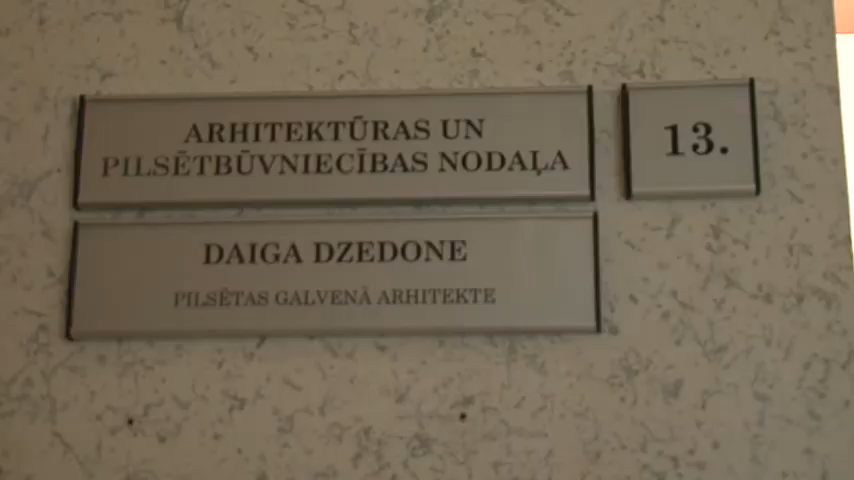 ARHITEKTŪRAS UN
PILSĒTBŪVNIECĪBAS NODAĻA
13.
DAIGA DZEDONE
PILSĒTAS GALVENĀ ARHITEKTE